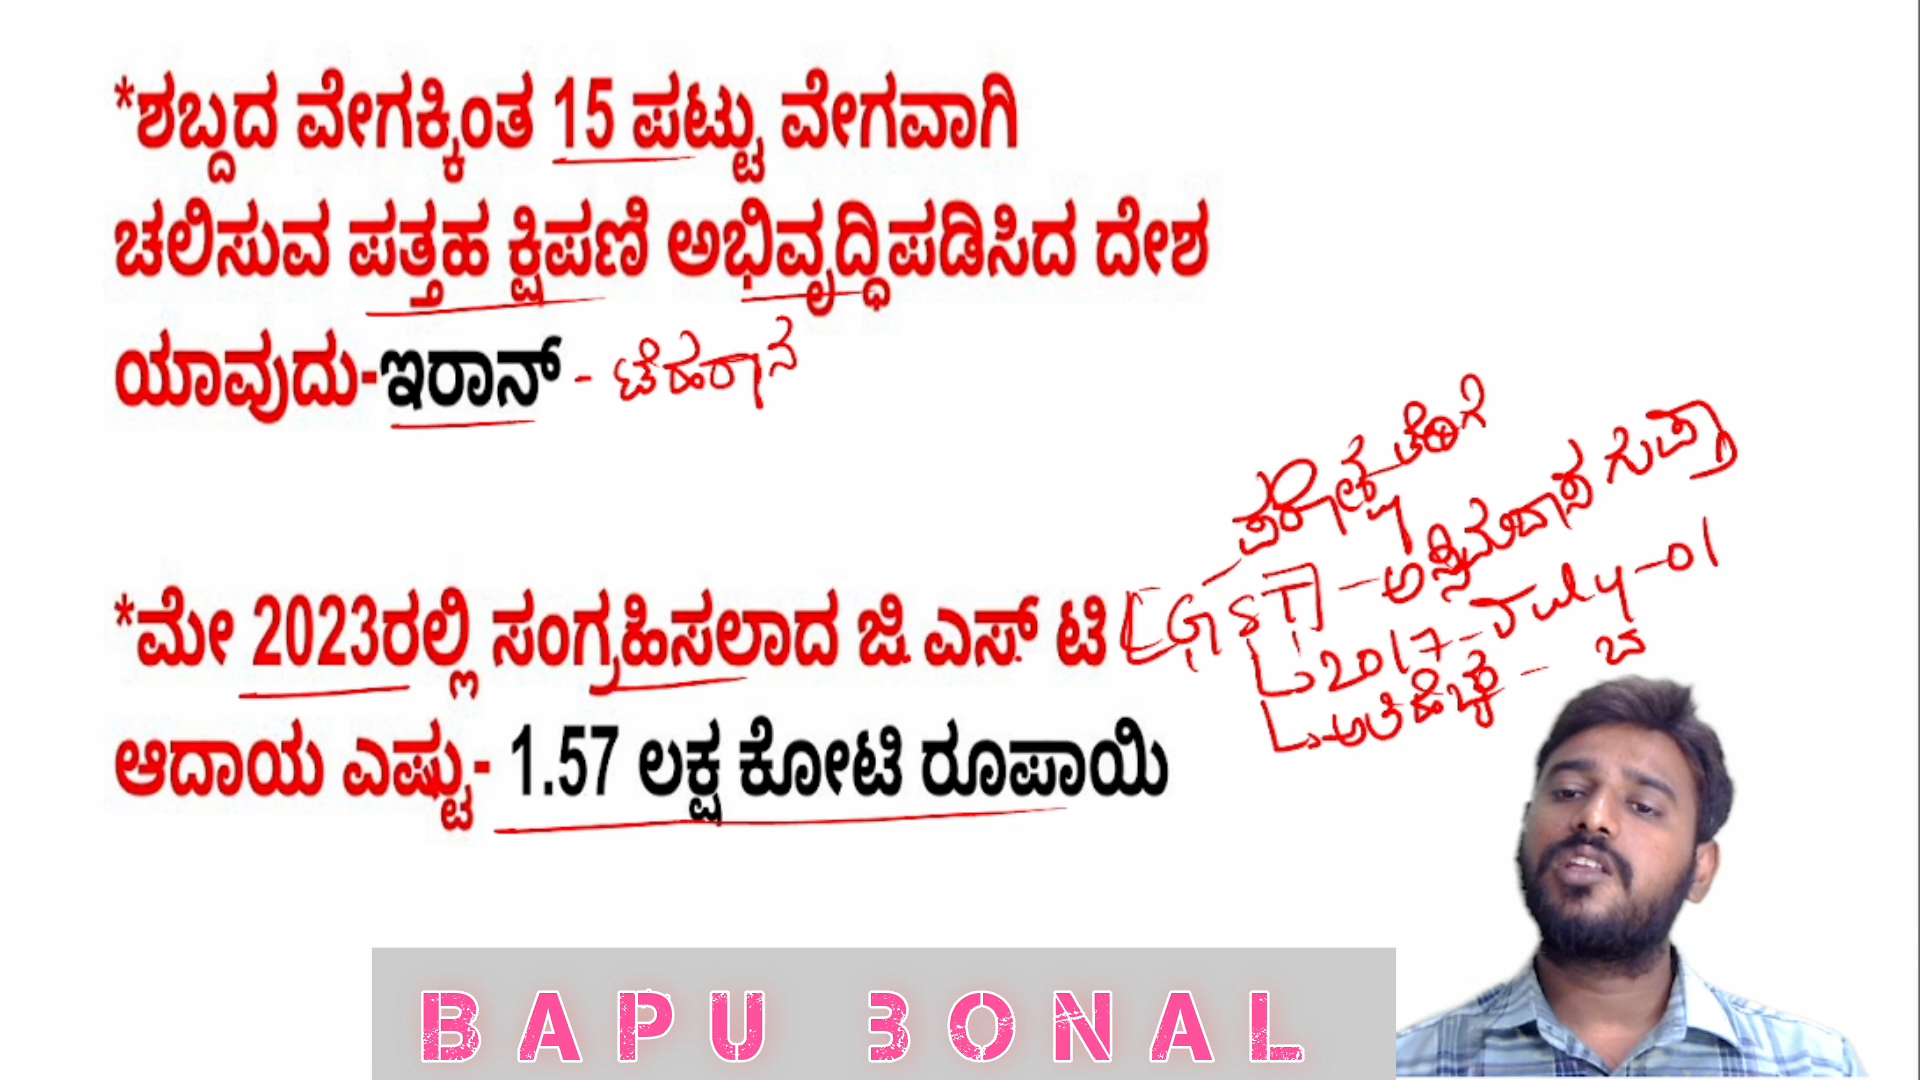 *ಶಬ್ದದ ವೇಗಕ್ಕಿಂತ 15 ಪಟ್ಟು ವೇಗವಾಗಿ
ಚಲಿಸುವ ಪತ್ತಹ ಕ್ಷಿಪಣಿ ಅಭಿವೃದ್ಧಿಪಡಿಸಿದ ದೇಶ
ಯಾವುದು-ಇರಾನ್ - ಟೆಹರಾನ
ಪರೋಕ್ಷ ತೆರಿಗೆ
*ಮೇ 2023ರಲ್ಲಿ ಸಂಗ್ರಹಿಸಲಾದ ಜಿ ಎಸ್ ಟಿ [GST] - ಗುಪ್ತಾ
2017 - July - 01
ಆದಾಯ ಎಷ್ಟು- 1.57 ಲಕ್ಷ ಕೋಟಿ ರೂಪಾಯಿ
BAPU BONAL